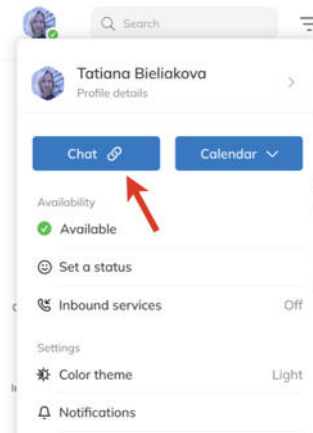 Search
Tatiana Bieliakova
Profile details
Chat
Calendar
Availability
Available
Set a status
Inbound services Off
Settings
Color theme Light
Notifications